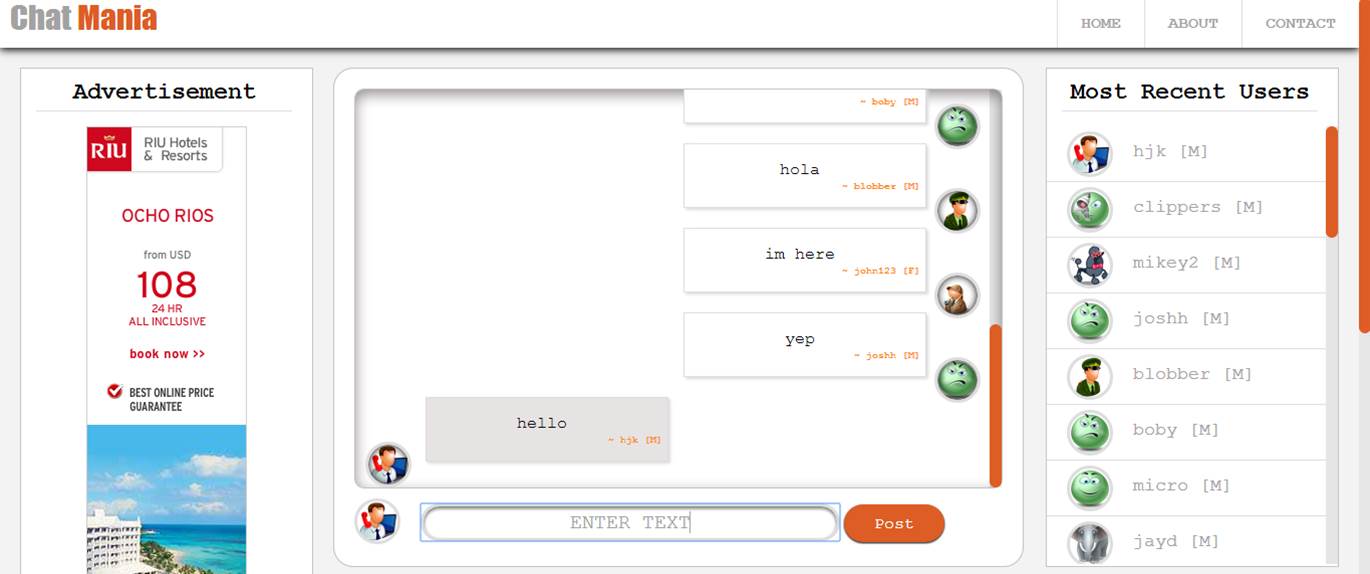 Chat Mania
HOME
ABOUT
CONTACT
Advertisement
RIU
RIU Hotels
& Resorts
OCHO RIOS
from USD
108
24 HR
ALL INCLUSIVE
book now >>
BEST ONLINE PRICE
GUARANTEE
~ boby [M]
hola
~ blobber [M]
im here
~ john123 [F]
yep
~ joshh [M]
hello
~ hjk [M]
ENTER TEXT
Post
Most Recent Users
hjk [M]
clippers [M]
mikey2 [M]
joshh [M]
blobber [M]
boby [M]
micro [M]
jayd [M]